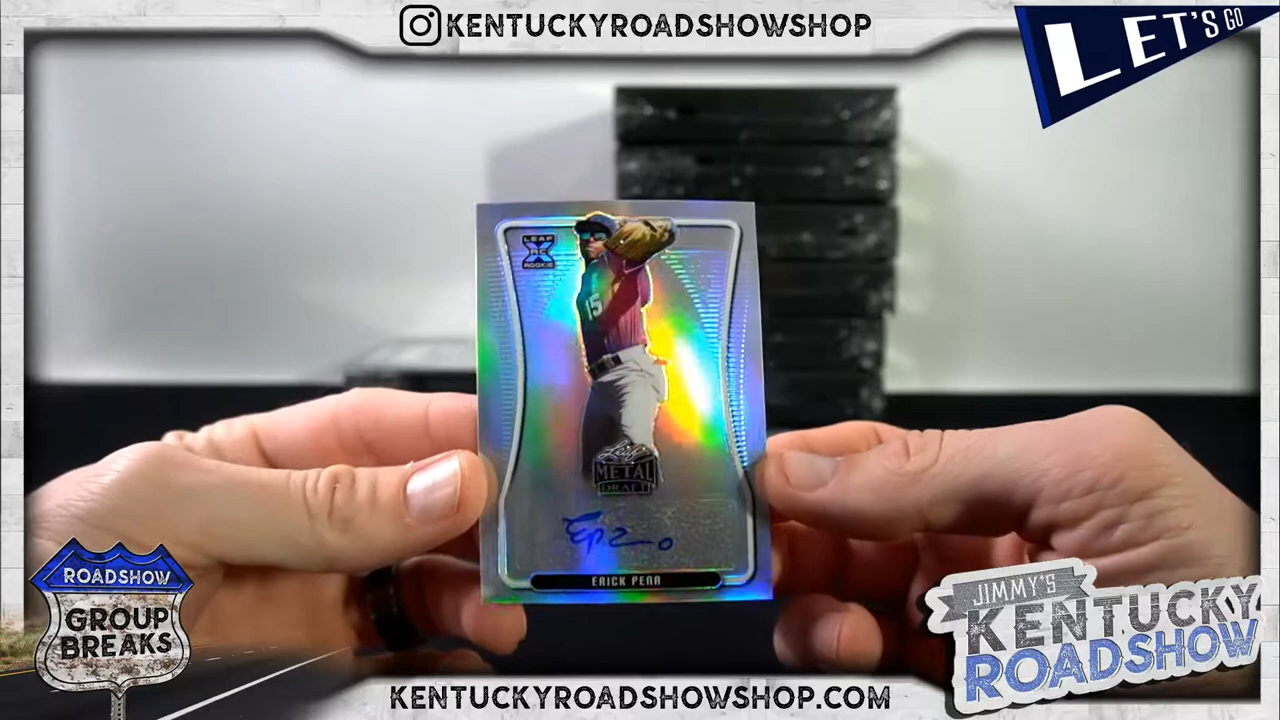 KENTUCKYROADSHOWSHOP
LET'S GO
LEAF
RC
ROOKIE
15
Leaf
METAL
DRAFT
ERICK PENA
ROADSHOW
GROUP
BREAKS
JIMMY'S
KENTUCKY
ROADSHOW
KENTUCKYROADSHOWSHOP.COM